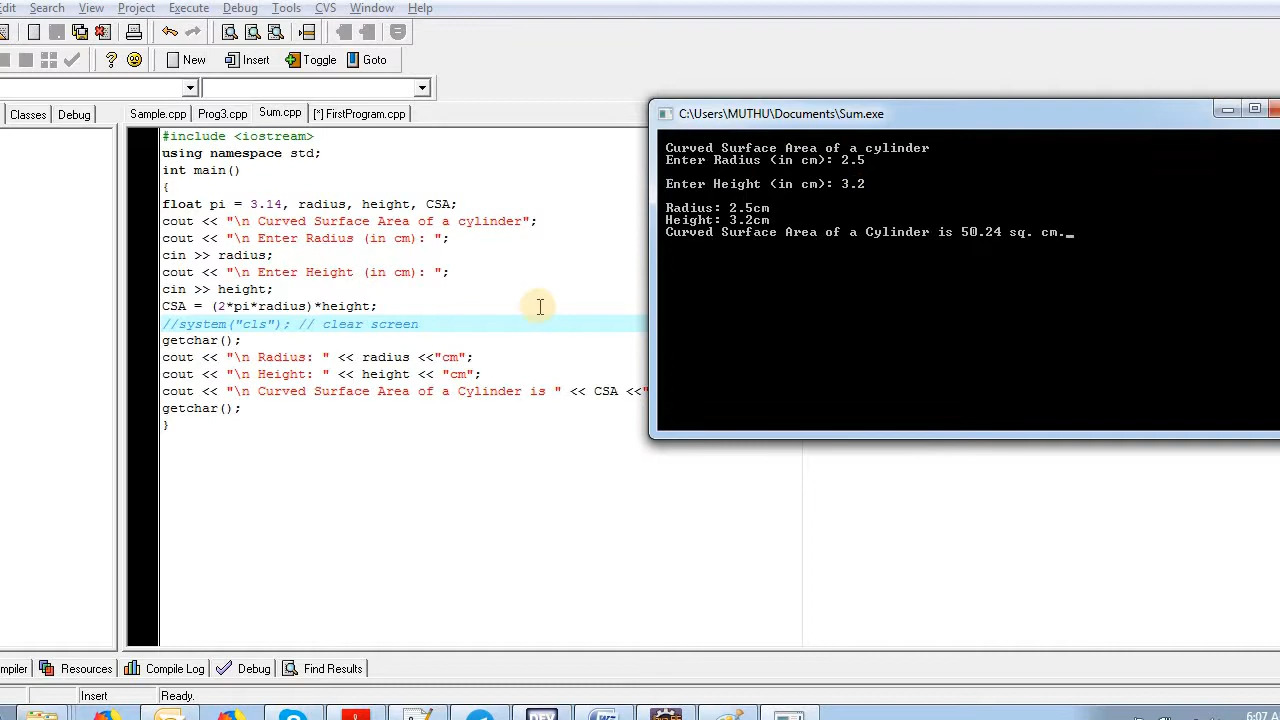 Edit Search View Project Execute Debug Tools CVS Window Help
New Insert Toggle Goto
Classes Debug Sample.cpp Prog3.cpp Sum.cpp [*] FirstProgram.cpp
#include <iostream>
using namespace std;
int main()
{
float pi = 3.14, radius, height, CSA;
cout << "\n Curved Surface Area of a cylinder";
cout << "\n Enter Radius (in cm): ";
cin >> radius;
cout << "\n Enter Height (in cm): ";
cin >> height;
CSA = (2*pi*radius)*height;
//system("cls"); // clear screen
getchar();
cout << "\n Radius: " << radius <<"cm";
cout << "\n Height: " << height << "cm";
cout << "\n Curved Surface Area of a Cylinder is " << CSA <<"
getchar();
}
C:\Users\MUTHU\Documents\Sum.exe
Curved Surface Area of a cylinder
Enter Radius (in cm): 2.5
Enter Height (in cm): 3.2
Radius: 2.5cm
Height: 3.2cm
Curved Surface Area of a Cylinder is 50.24 sq. cm._
mpiler Resources Compile Log Debug Find Results
Insert Ready.
DEV
6:07 A